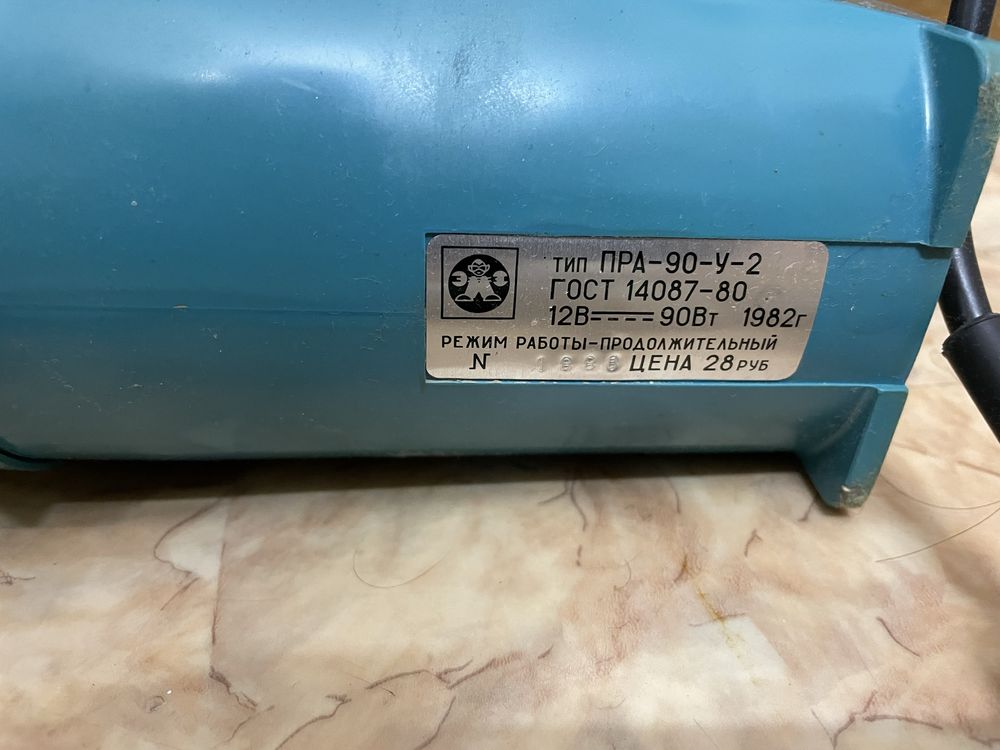 ТИП ПРА-90-У-2
ГОСТ 14087-80
12В 90Вт 1982г
РЕЖИМ РАБОТЫ-ПРОДОЛЖИТЕЛЬНЫЙ
N ЦЕНА 28 РУБ